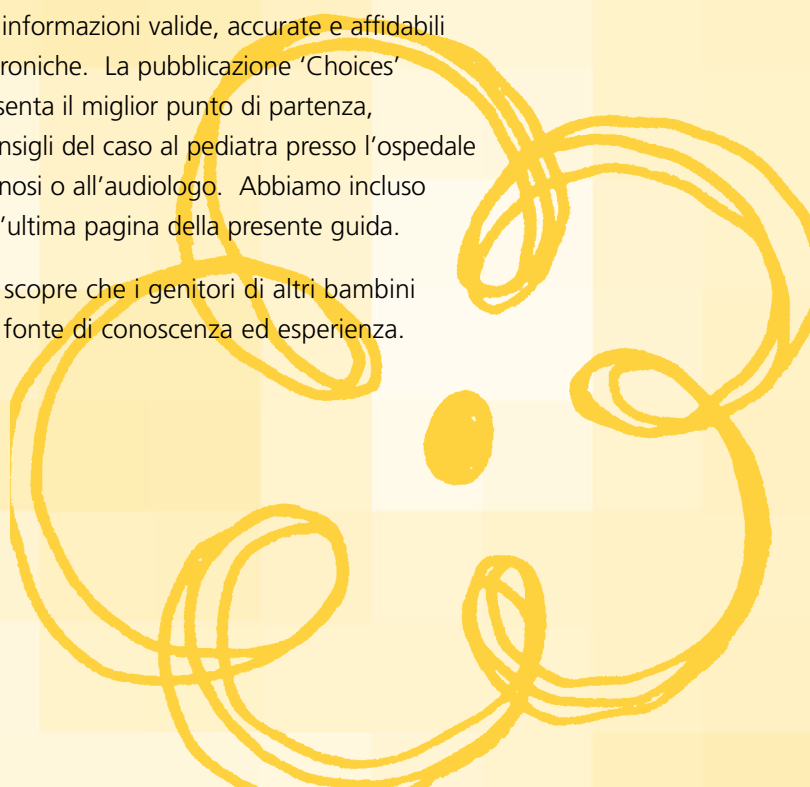 informazioni valide, accurate e affidabili
roniche. La pubblicazione ‘Choices’
senta il miglior punto di partenza,
nsigli del caso al pediatra presso l’ospedale
nosi o all’audiologo. Abbiamo incluso
l’ultima pagina della presente guida.
scopre che i genitori di altri bambini
fonte di conoscenza ed esperienza.